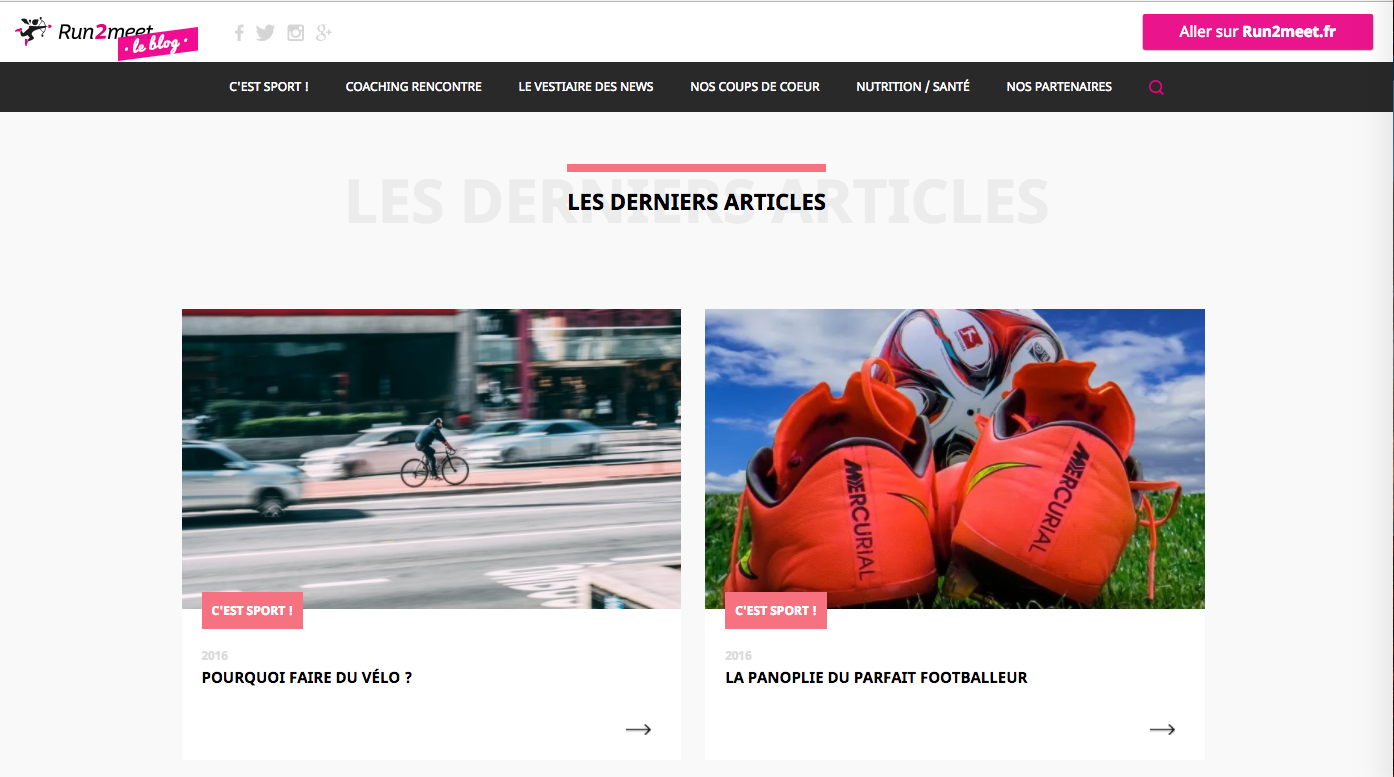 Run2meet
· le blog ·
Aller sur Run2meet.fr
C'EST SPORT !
COACHING RENCONTRE
LE VESTIAIRE DES NEWS
NOS COUPS DE COEUR
NUTRITION / SANTÉ
NOS PARTENAIRES
LES DERNIERS ARTICLES
LES DERNIERS ARTICLES
MERCURIAL
MERCURIAL
C'EST SPORT !
2016
POURQUOI FAIRE DU VÉLO ?
C'EST SPORT !
2016
LA PANOPLIE DU PARFAIT FOOTBALLEUR